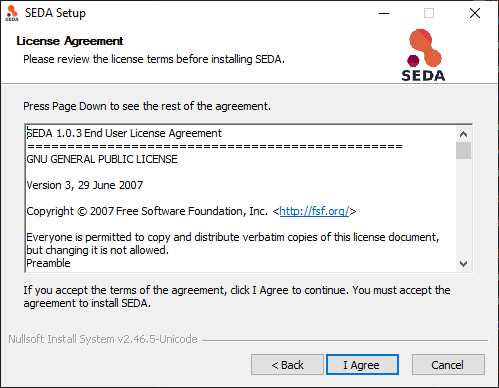 SEDA Setup
License Agreement
Please review the license terms before installing SEDA.
SEDA
Press Page Down to see the rest of the agreement.
SEDA 1.0.3 End User License Agreement
================================================
GNU GENERAL PUBLIC LICENSE
Version 3, 29 June 2007
Copyright © 2007 Free Software Foundation, Inc. <http://fsf.org/>
Everyone is permitted to copy and distribute verbatim copies of this license document,
but changing it is not allowed.
Preamble
If you accept the terms of the agreement, click I Agree to continue. You must accept the
agreement to install SEDA.
Nullsoft Install System v2.46.5-Unicode
< Back
I Agree
Cancel